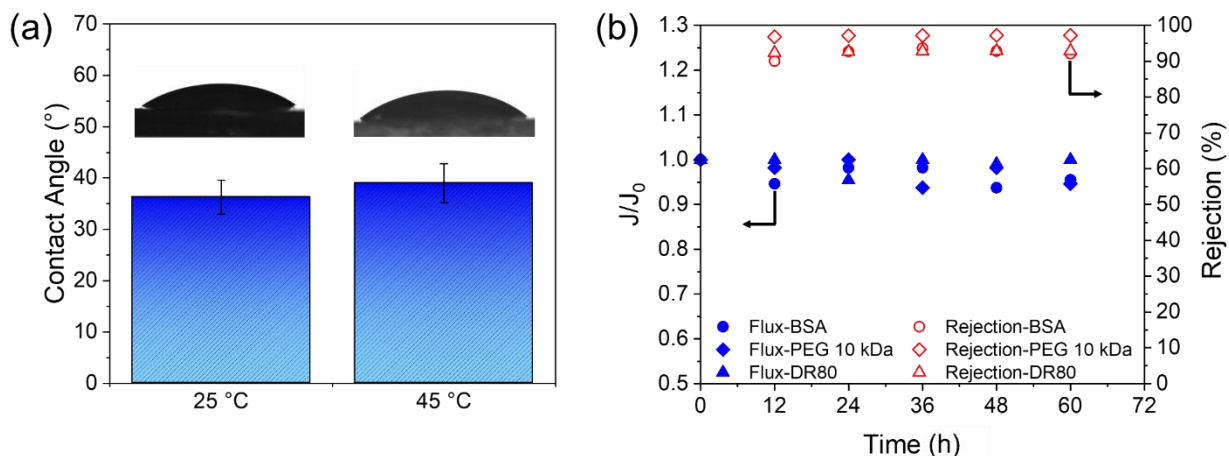 (a)
70
60
50
40
30
20
10
0
Contact Angle (°)
25 °C
45 °C
(b)
1.3
1.2
1.1
1.0
0.9
0.8
0.7
0.6
0.5
J/J0
100
90
80
70
60
50
40
30
20
10
0
Rejection (%)
Flux-BSA
Flux-PEG 10 kDa
Flux-DR80
Rejection-BSA
Rejection-PEG 10 kDa
Rejection-DR80
0 12 24 36 48 60 72
Time (h)